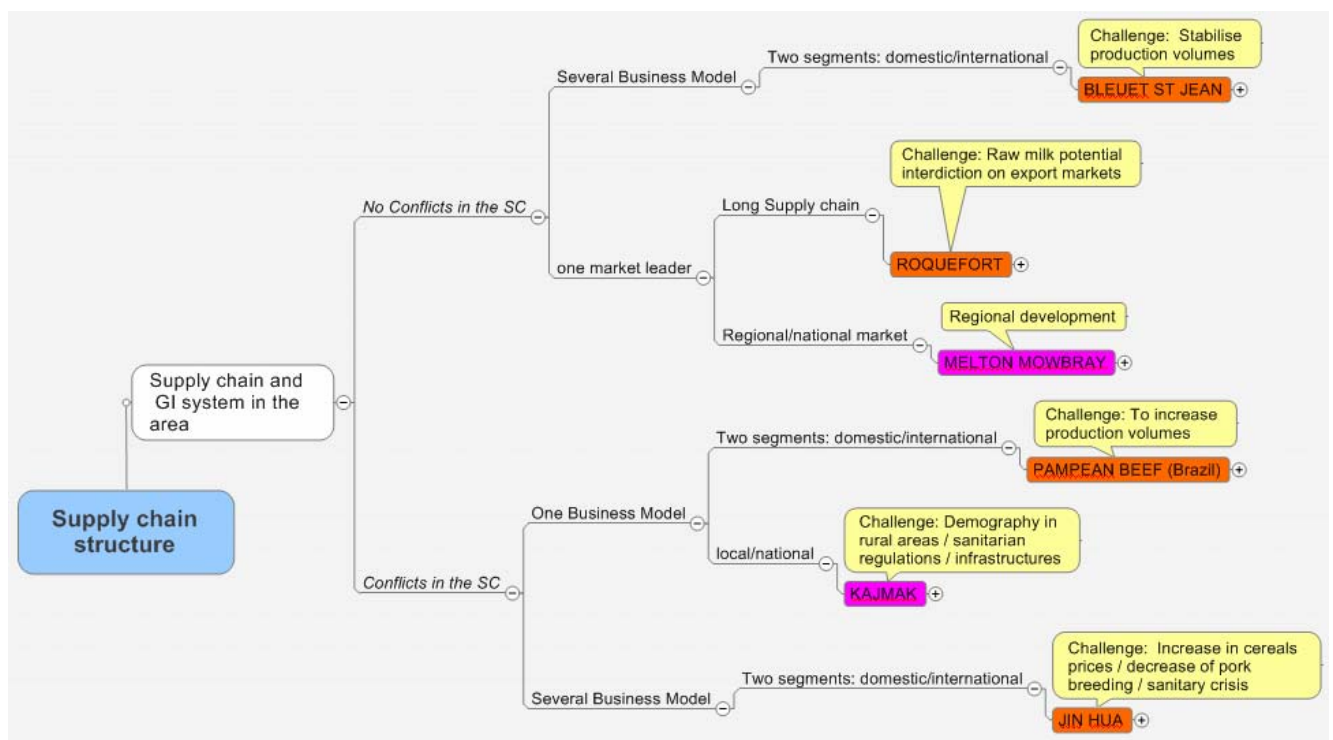 Challenge: Stabilise
production volumes
Two segments: domestic/international
Several Business Model
BLEUET ST JEAN
Challenge: Raw milk potential
interdiction on export markets
No Conflicts in the SC
Long Supply chain
ROQUEFORT
one market leader
Regional development
Regional/national market
MELTON MOWBRAY
Supply chain and
GI system in the
area
Challenge: To increase
production volumes
Two segments: domestic/international
PAMPEAN BEEF (Brazil)
Supply chain
structure
One Business Model
Challenge: Demography in
rural areas / sanitarian
regulations / infrastructures
local/national
Conflicts in the SC
KAJMAK
Challenge: Increase in cereals
prices / decrease of pork
breeding / sanitary crisis
Two segments: domestic/international
Several Business Model
JIN HUA